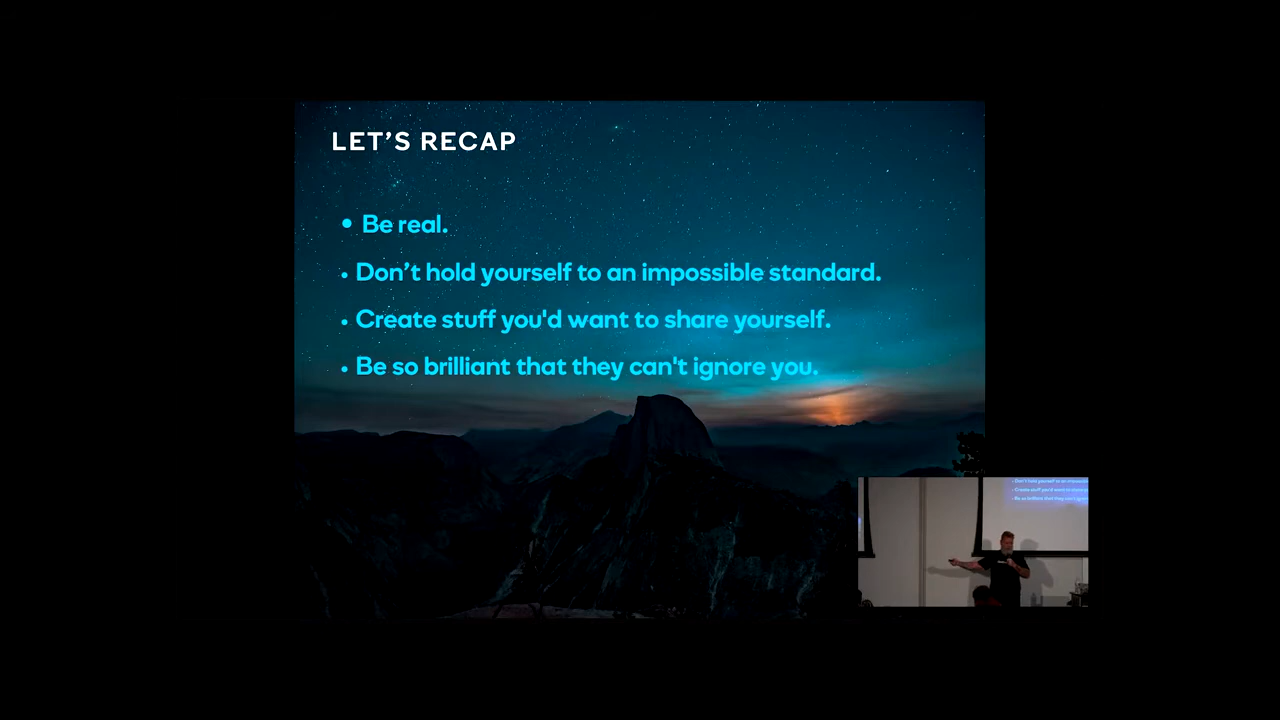 LET’S RECAP
• Be real.
• Don’t hold yourself to an impossible standard.
• Create stuff you'd want to share yourself.
• Be so brilliant that they can't ignore you.